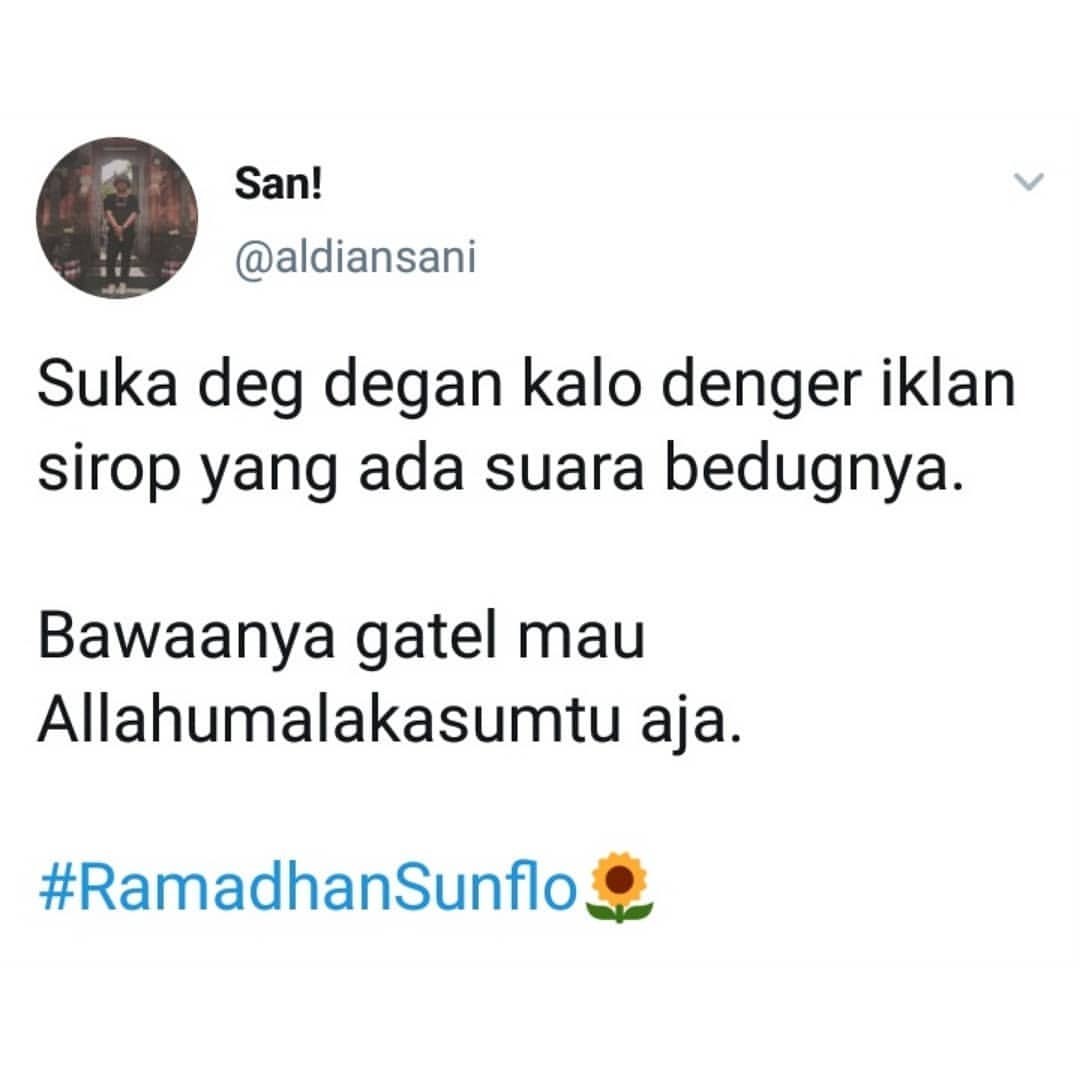 San!
@aldiansani
Suka deg degan kalo denger iklan
sirop yang ada suara bedugnya.
Bawaanya gatel mau
Allahumalakasumtu aja.
#RamadhanSunflo🌻